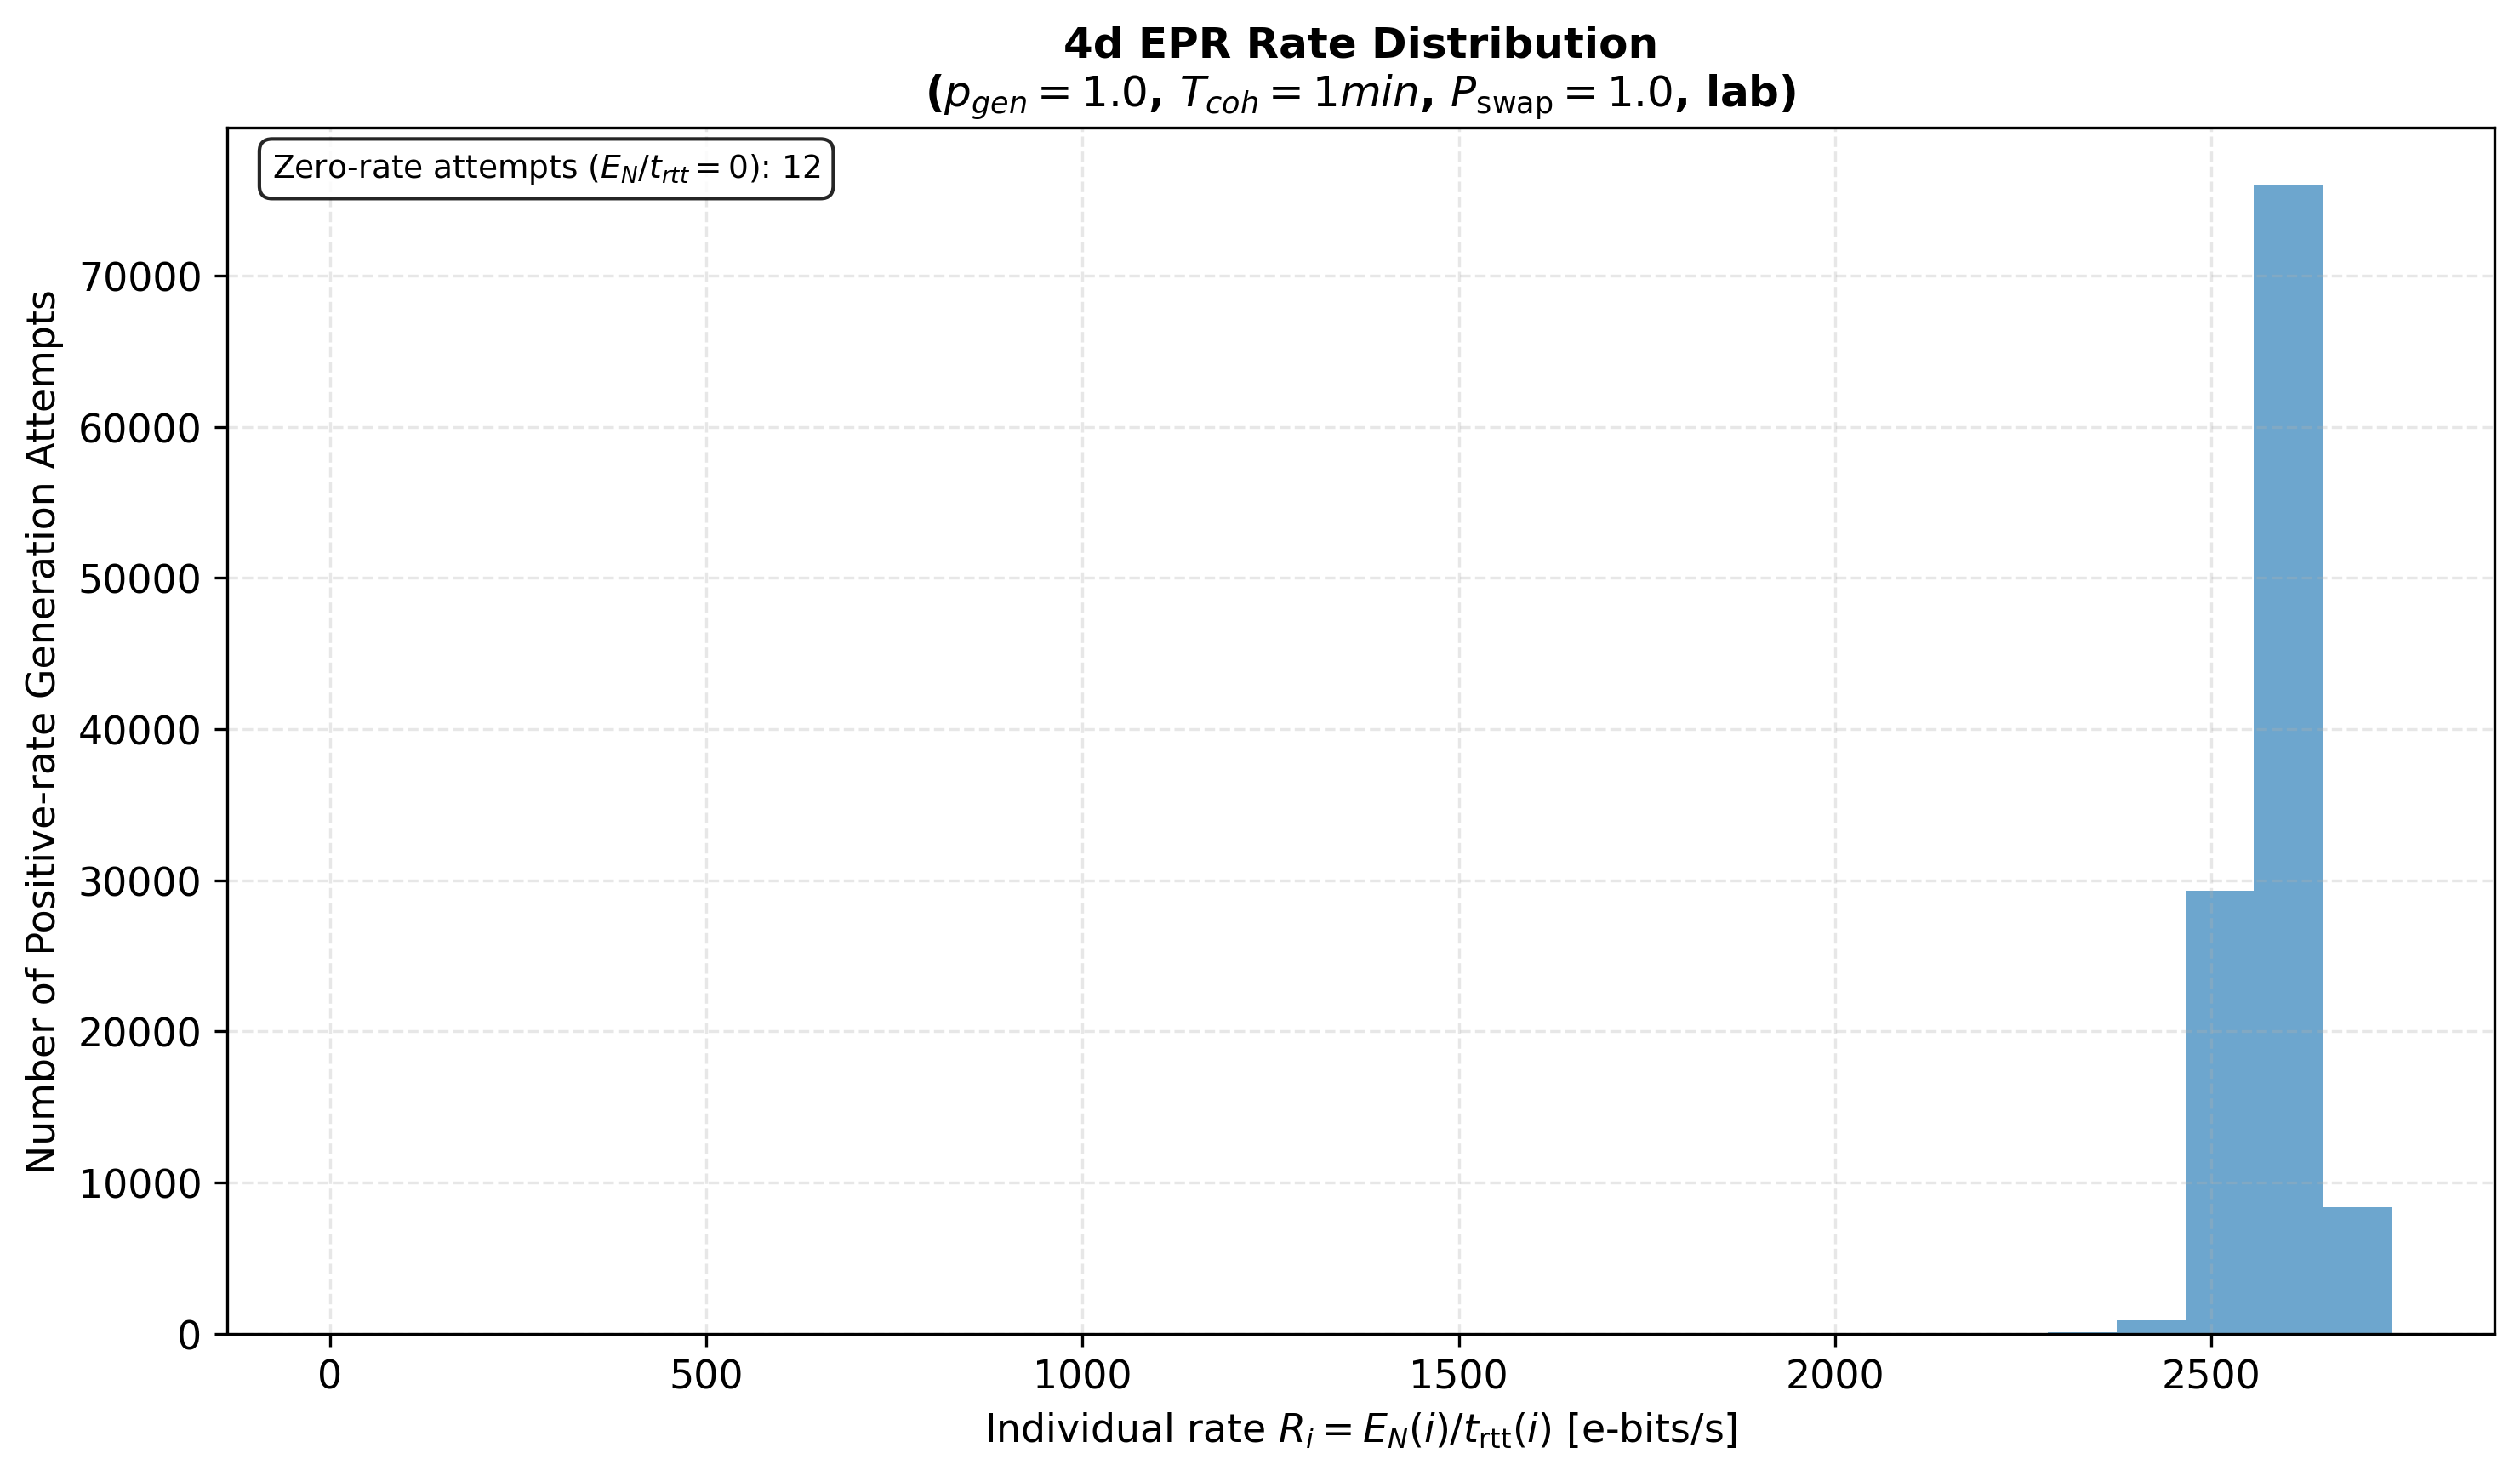 4d EPR Rate Distribution
(p_gen = 1.0, T_coh = 1min, P_swap = 1.0, lab)
Zero-rate attempts (E_N/t_rtt = 0): 12
Number of Positive-rate Generation Attempts
70000
60000
50000
40000
30000
20000
10000
0
0 500 1000 1500 2000 2500
Individual rate R_i = E_N(i)/t_rtt(i) [e-bits/s]